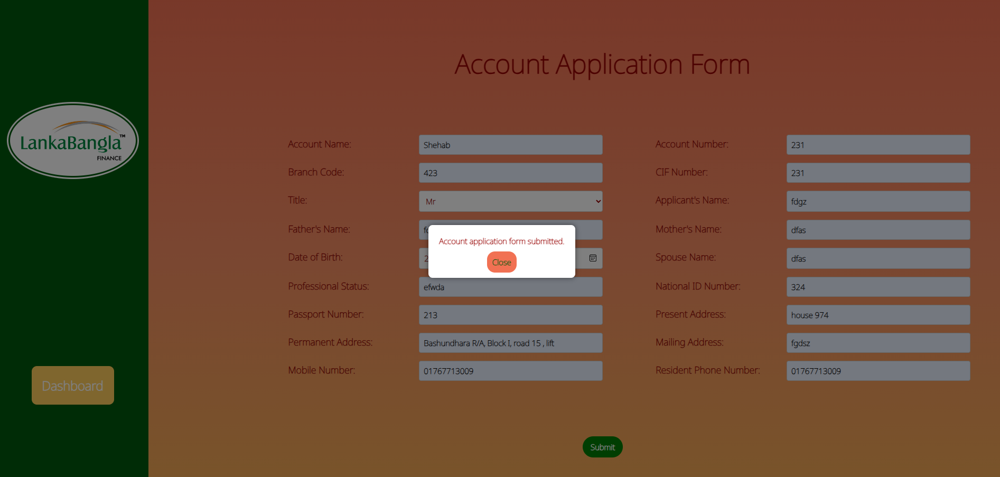 Account Application Form
LankaBangla™
FINANCE
Dashboard
Account Name: Shehab Account Number: 231
Branch Code: 423 CIF Number: 231
Title: Mr Applicant's Name: fdgz
Father's Name: Mother's Name: dfas
Account application form submitted.
Close
Date of Birth: 2 Spouse Name: dfas
Professional Status: efwda National ID Number: 324
Passport Number: 213 Present Address: house 974
Permanent Address: Bashundhara R/A, Block I, road 15 , lift Mailing Address: fgdsz
Mobile Number: 01767713009 Resident Phone Number: 01767713009
Submit